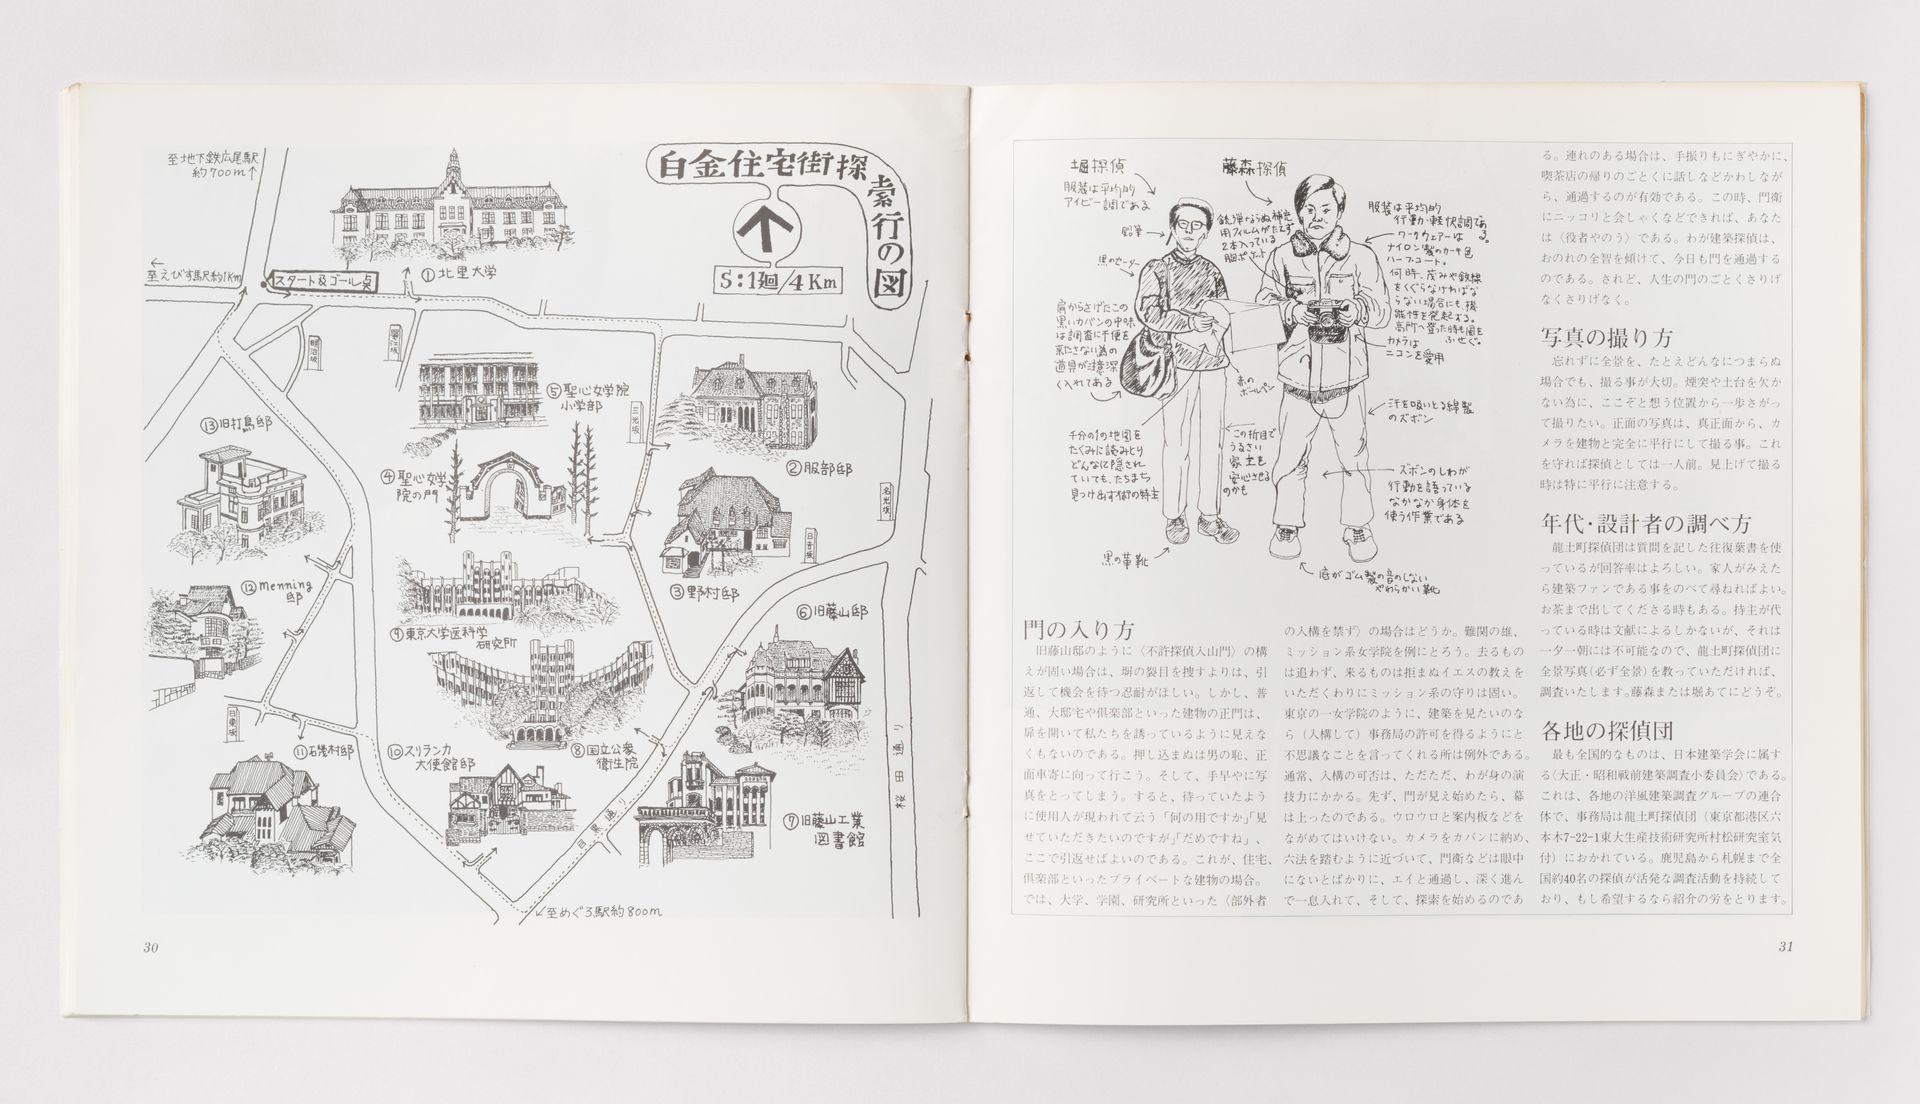 至地下鉄広尾駅
約700m↑
白金住宅街探
索行の図
S:1廻/4Km
←
至えびす馬駅約1Km
スタート及ゴール点
①北里大学
明治坂
蜀江坂
⑤聖心女学院
小学部
三光坂
②服部邸
⑬旧打島邸
④聖心女学
院の門
名光坂
日吉坂
③野村邸
⑫Menning
邸
⑥旧藤山邸
⑨東京大学医科学
研究所
日東坂
⑪石磯村邸
⑩スリランカ
大使館邸
⑧国立公衆
衛生院
桜田通り
目黒通り
⑦旧藤山工業
図書館
↙至めぐろ駅約800m
30
堀探偵
服装は平均的
アイビー調である
鉛筆
黒のセーター
肩からさげたこの
黒いカバンの中味
は調査に不便を
来たさない為の
道具が注意深
く入れてある
千分の1の地図を
たくみに読みとり
どんなに隠され
ていても、たちまち
見つけ出す術の持主
黒の革靴
赤の
ボールペン
この折目で
うるさい
家主を
安心させる
のかも
藤森探偵
銃弾ならぬ補充
用フィルムがたえず
2本入っている
胸ポケット
服装は平均的
行動・軽快調である。
ワークウェアーは
ナイロン製のカーキ色
ハーフコート。
何時、茂みや鉄線
をくぐらなければな
らない場合にも、機
能性を発起する。
高所へ登った時風を
ふせぐ。
カメラは
ニコンを愛用
汗を吸いとる綿製
のズボン
ズボンのしわが
行動を語っている
なかなか身体を
使う作業である
底がゴム製の音のしない
やわらかい靴
門の入り方
旧藤山邸のように〈不許探偵入山門〉の構
えが固い場合は、塀の裂目を捜すよりは、引
返して機会を待つ忍耐がほしい。しかし、普
通、大邸宅や倶楽部といった建物の正門は、
扉を開いて私たちを誘っているように見えな
くもないのである。押し込まぬは男の恥、正
面車寄に向って行こう。そして、手早やに写
真をとってしまう。すると、待っていたよう
に使用人が現われて云う「何の用ですか」「見
せていただきたいのですが」「だめですね」、
ここで引返せばよいのである。これが、住宅、
倶楽部といったプライベートな建物の場合。
では、大学、学園、研究所といった〈部外者
の入構を禁ず〉の場合はどうか。難関の雄、
ミッション系女学院を例にとろう。去るもの
は追わず、来るものは拒まぬイエスの教えを
いただくわりにミッション系の守りは固い。
東京の一女学院のように、建築を見たいのな
ら（入構して）事務局の許可を得るようにと
不思議なことを言ってくれる所は例外である。
通常、入構の可否は、ただただ、わが身の演
技力にかかる。先ず、門が見え始めたら、幕
は上ったのである。ウロウロと案内板などを
ながめてはいけない。カメラをカバンに納め、
六法を踏むように近づいて、門衛などは眼中
にないとばかりに、エイと通過し、深く進ん
で一息入れて、そして、探索を始めるのであ
る。連れのある場合は、手振りもにぎやかに、
喫茶店の帰りのごとくに話しなどかわしなが
ら、通過するのが有効である。この時、門衛
にニッコリと会しゃくなどできれば、あなた
は〈役者やのう〉である。わが建築探偵は、
おのれの全智を傾けて、今日も門を通過する
のである。されど、人生の門のごとくさりげ
なくさりげなく。
写真の撮り方
忘れずに全景を、たとえどんなにつまらぬ
場合でも、撮る事が大切。煙突や土台を欠か
ない為に、ここぞと想う位置から一歩さがっ
て撮りたい。正面の写真は、真正面から、カ
メラを建物と完全に平行にして撮る事。これ
を守れば探偵としては一人前。見上げて撮る
時は特に平行に注意する。
年代・設計者の調べ方
龍土町探偵団は質問を記した往復葉書を使
っているが回答率はよろしい。家人がみえた
ら建築ファンである事をのべて尋ねればよい。
お茶まで出してくださる時もある。持主が代
っている時は文献によるしかないが、それは
一夕一朝には不可能なので、龍土町探偵団に
全景写真(必ず全景)を教っていただければ、
調査いたします。藤森または堀あてにどうぞ。
各地の探偵団
最も全国的なものは、日本建築学会に属す
る〈大正・昭和戦前建築調査小委員会〉である。
これは、各地の洋風建築調査グループの連合
体で、事務局は龍土町探偵団（東京都港区六
本木7-22-1東大生産技術研究所村松研究室気
付）におかれている。鹿児島から札幌まで全
国約40名の探偵が活発な調査活動を持続して
おり、もし希望するなら紹介の労をとります。
31